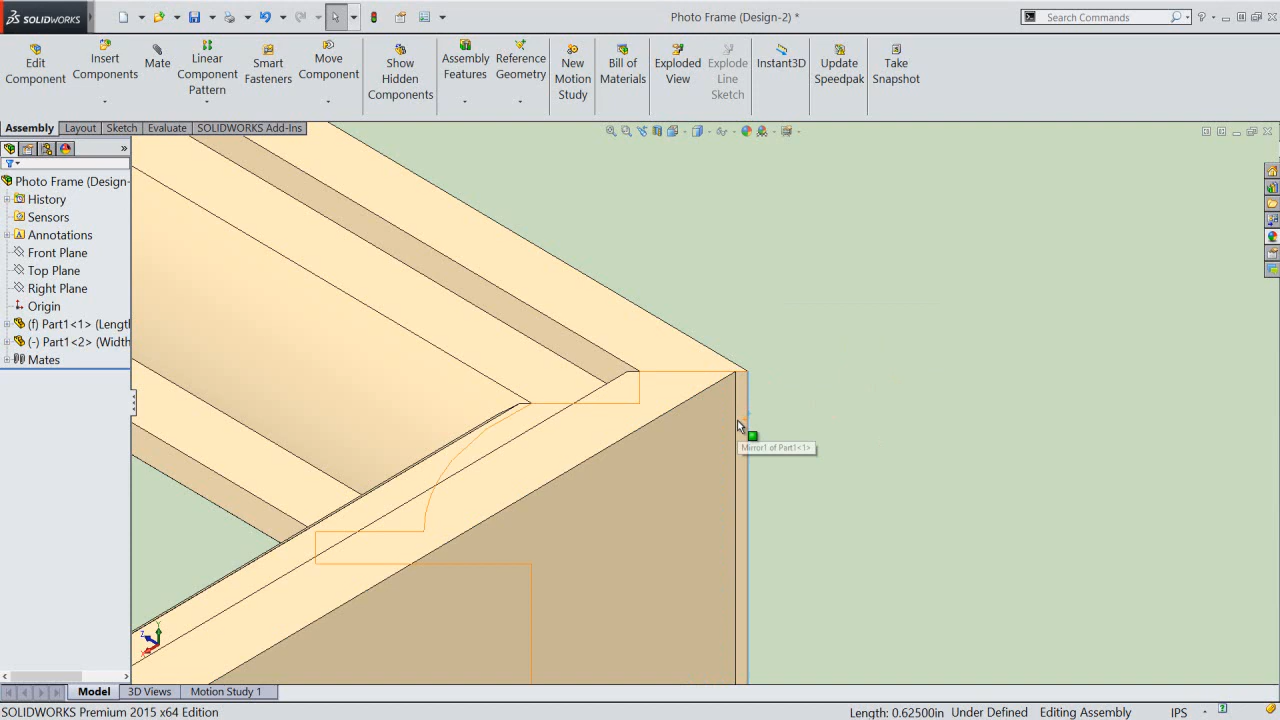 SOLIDWORKS
Photo Frame (Design-2) *
Search Commands
Edit Component
Insert Components
Mate
Linear Component Pattern
Smart Fasteners
Move Component
Show Hidden Components
Assembly Features
Reference Geometry
New Motion Study
Bill of Materials
Exploded View
Explode Line Sketch
Instant3D
Update Speedpak
Take Snapshot
Assembly
Layout
Sketch
Evaluate
SOLIDWORKS Add-Ins
Photo Frame (Design-
History
Sensors
Annotations
Front Plane
Top Plane
Right Plane
Origin
(f) Part1<1> (Lengt
(-) Part1<2> (Width
Mates
Mirror1 of Part1<1>
Model
3D Views
Motion Study 1
SOLIDWORKS Premium 2015 x64 Edition
Length: 0.62500in
Under Defined
Editing Assembly
IPS